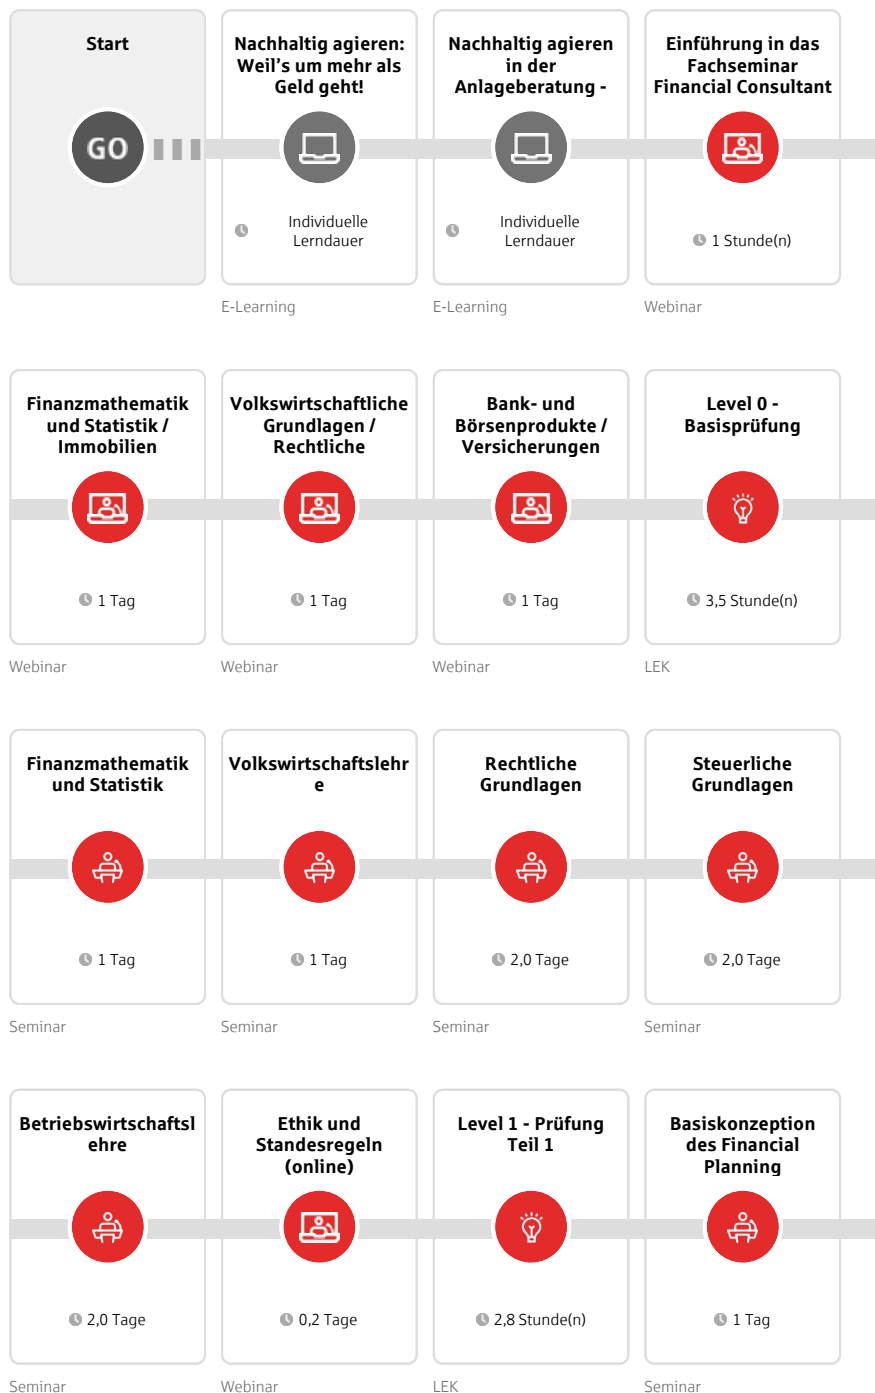 Start
Nachhaltig agieren:
Weil's um mehr als
Geld geht!
Nachhaltig agieren
in der
Anlageberatung -
Einführung in das
Fachseminar
Financial Consultant
GO
Individuelle
Lerndauer
Individuelle
Lerndauer
1 Stunde(n)
E-Learning
E-Learning
Webinar
Finanzmathematik
und Statistik /
Immobilien
Volkswirtschaftliche
Grundlagen /
Rechtliche
Bank- und
Börsenprodukte /
Versicherungen
Level 0 -
Basisprüfung
1 Tag
1 Tag
1 Tag
3,5 Stunde(n)
Webinar
Webinar
Webinar
LEK
Finanzmathematik
und Statistik
Volkswirtschaftslehr
e
Rechtliche
Grundlagen
Steuerliche
Grundlagen
1 Tag
1 Tag
2,0 Tage
2,0 Tage
Seminar
Seminar
Seminar
Seminar
Betriebswirtschaftsl
ehre
Ethik und
Standesregeln
(online)
Level 1 - Prüfung
Teil 1
Basiskonzeption
des Financial
Planning
2,0 Tage
0,2 Tage
2,8 Stunde(n)
1 Tag
Seminar
Webinar
LEK
Seminar